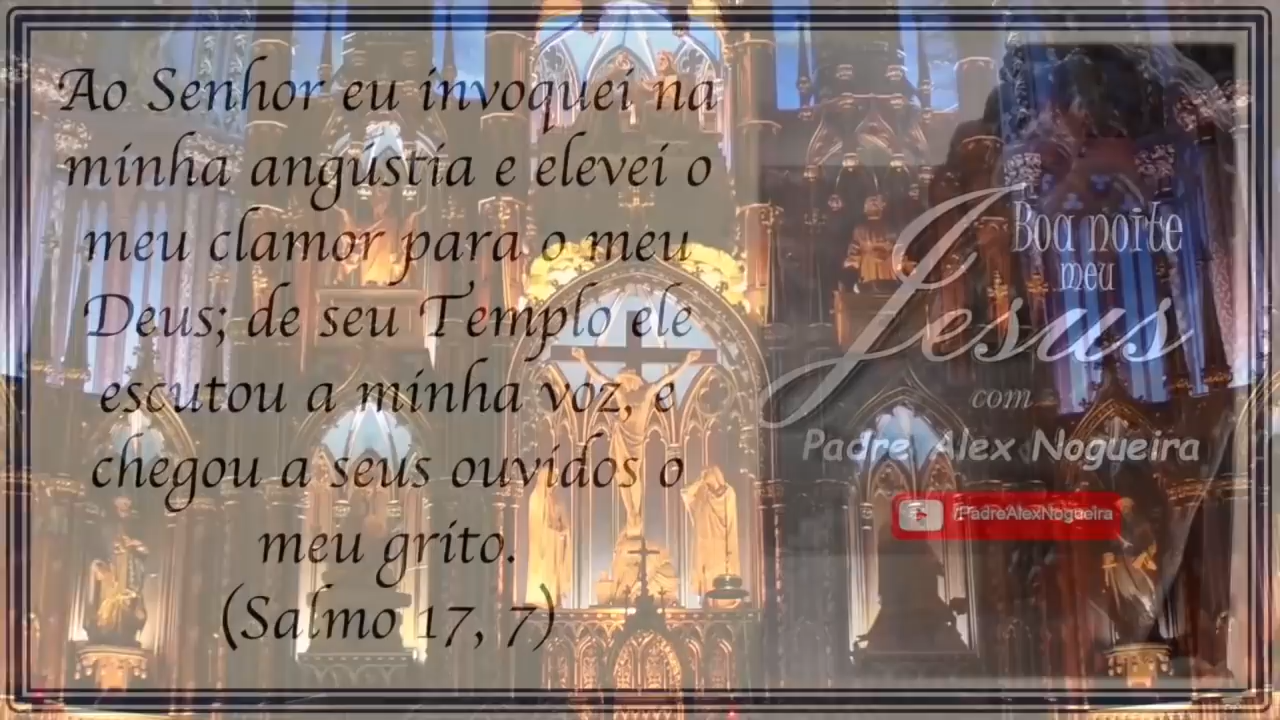 Ao Senhor eu invoquei na
minha angústia e elevei o
meu clamor para o meu
Deus; de seu Templo ele
escutou a minha voz, e
chegou a seus ouvidos o
meu grito.
(Salmo 17, 7)
Boa noite
meu
Jesus
com
Padre Alex Nogueira
/PadreAlexNogueira